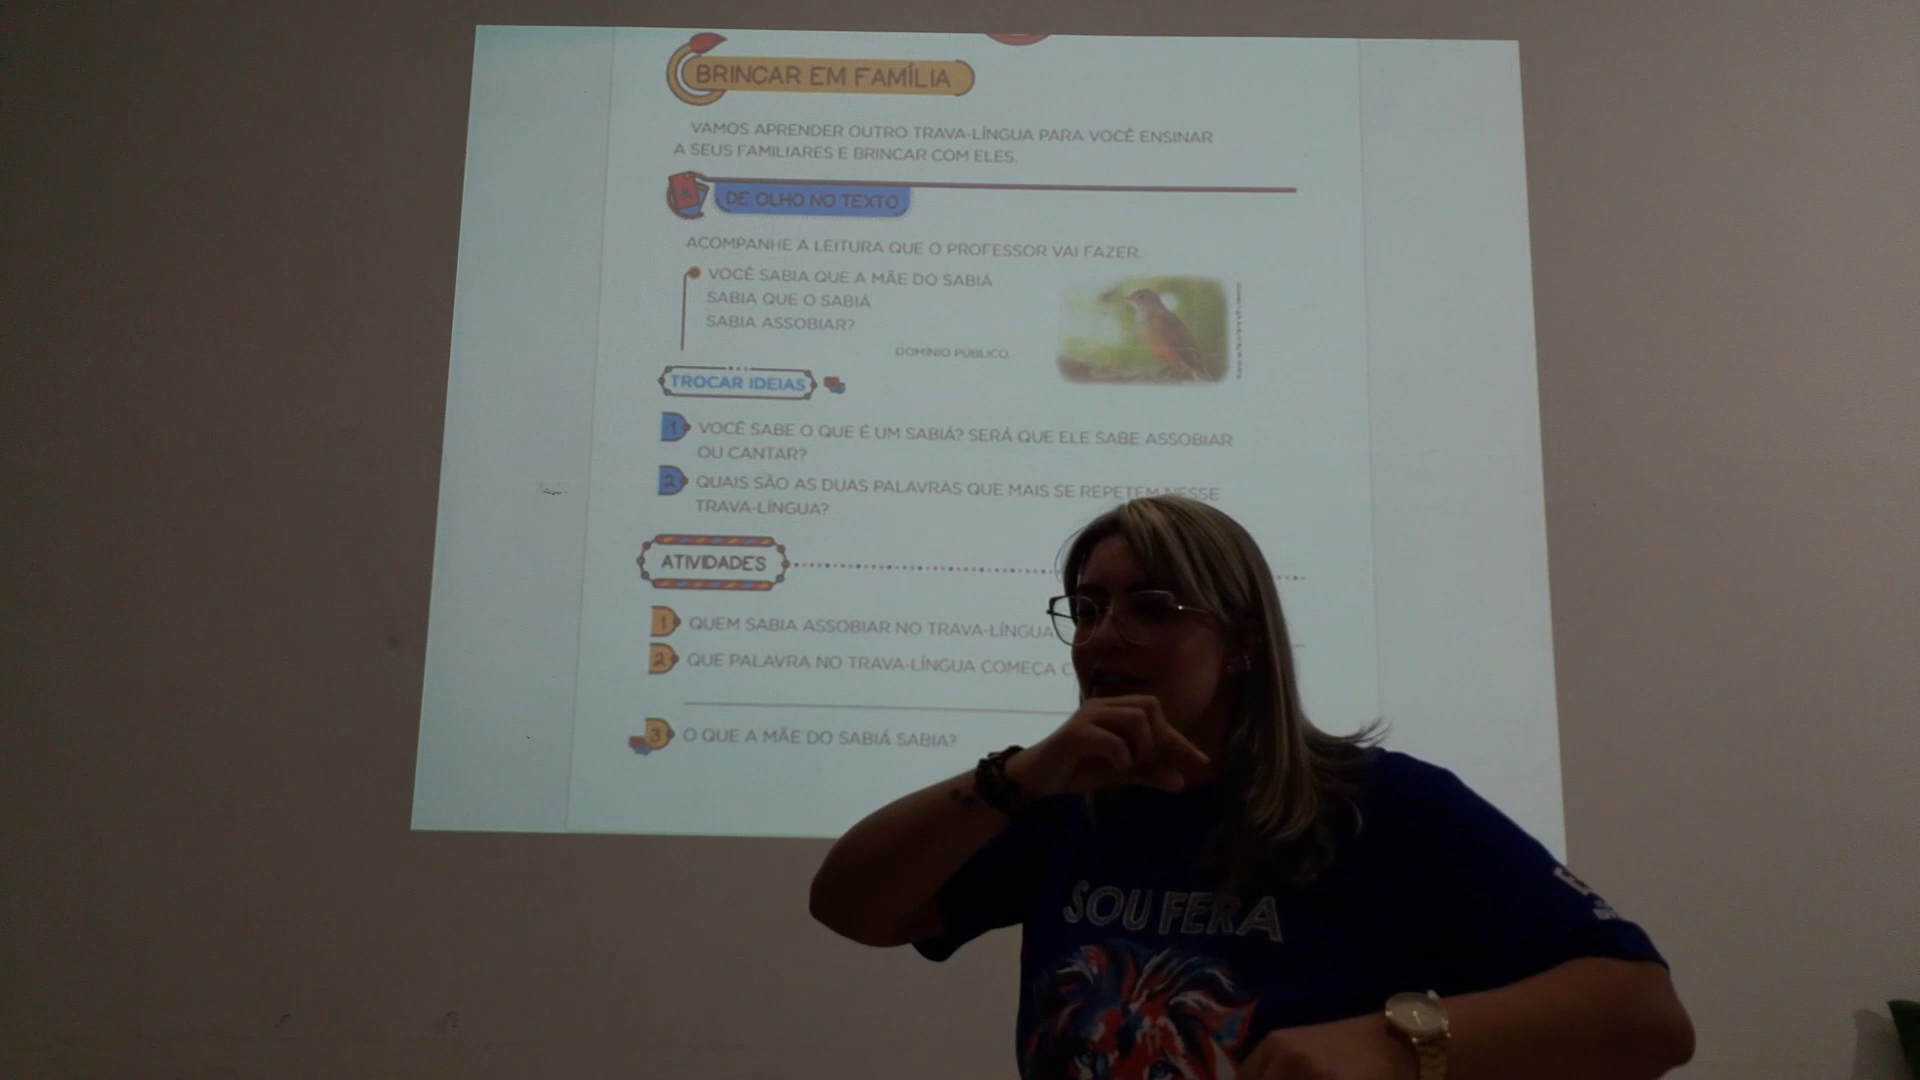 BRINCAR EM FAMÍLIA
VAMOS APRENDER OUTRO TRAVA-LÍNGUA PARA VOCÊ ENSINAR
A SEUS FAMILIARES E BRINCAR COM ELES.
DE OLHO NO TEXTO
ACOMPANHE A LEITURA QUE O PROFESSOR VAI FAZER.
VOCÊ SABIA QUE A MÃE DO SABIÁ
SABIA QUE O SABIÁ
SABIA ASSOBIAR?
DOMÍNIO PÚBLICO.
TROCAR IDEIAS
1 VOCÊ SABE O QUE É UM SABIÁ? SERÁ QUE ELE SABE ASSOBIAR
OU CANTAR?
2 QUAIS SÃO AS DUAS PALAVRAS QUE MAIS SE REPETEM NESSE
TRAVA-LÍNGUA?
ATIVIDADES
1 QUEM SABIA ASSOBIAR NO TRAVA-LÍNGUA
2 QUE PALAVRA NO TRAVA-LÍNGUA COMEÇA
3 O QUE A MÃE DO SABIÁ SABIA?
SOU FERA